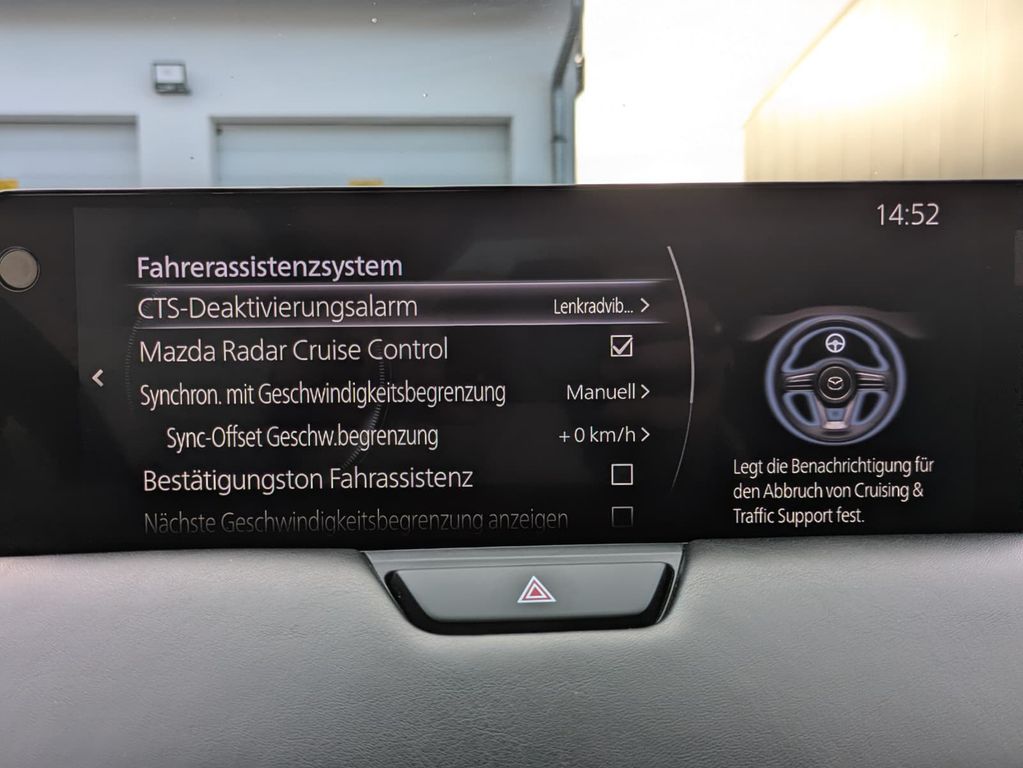 14:52
Fahrerassistenzsystem
CTS-Deaktivierungsalarm Lenkradvib...
Mazda Radar Cruise Control
Synchron. mit Geschwindigkeitsbegrenzung Manuell
Sync-Offset Geschw.begrenzung +0 km/h
Bestätigungston Fahrassistenz
Nächste Geschwindigkeitsbegrenzung anzeigen
Legt die Benachrichtigung für
den Abbruch von Cruising &
Traffic Support fest.